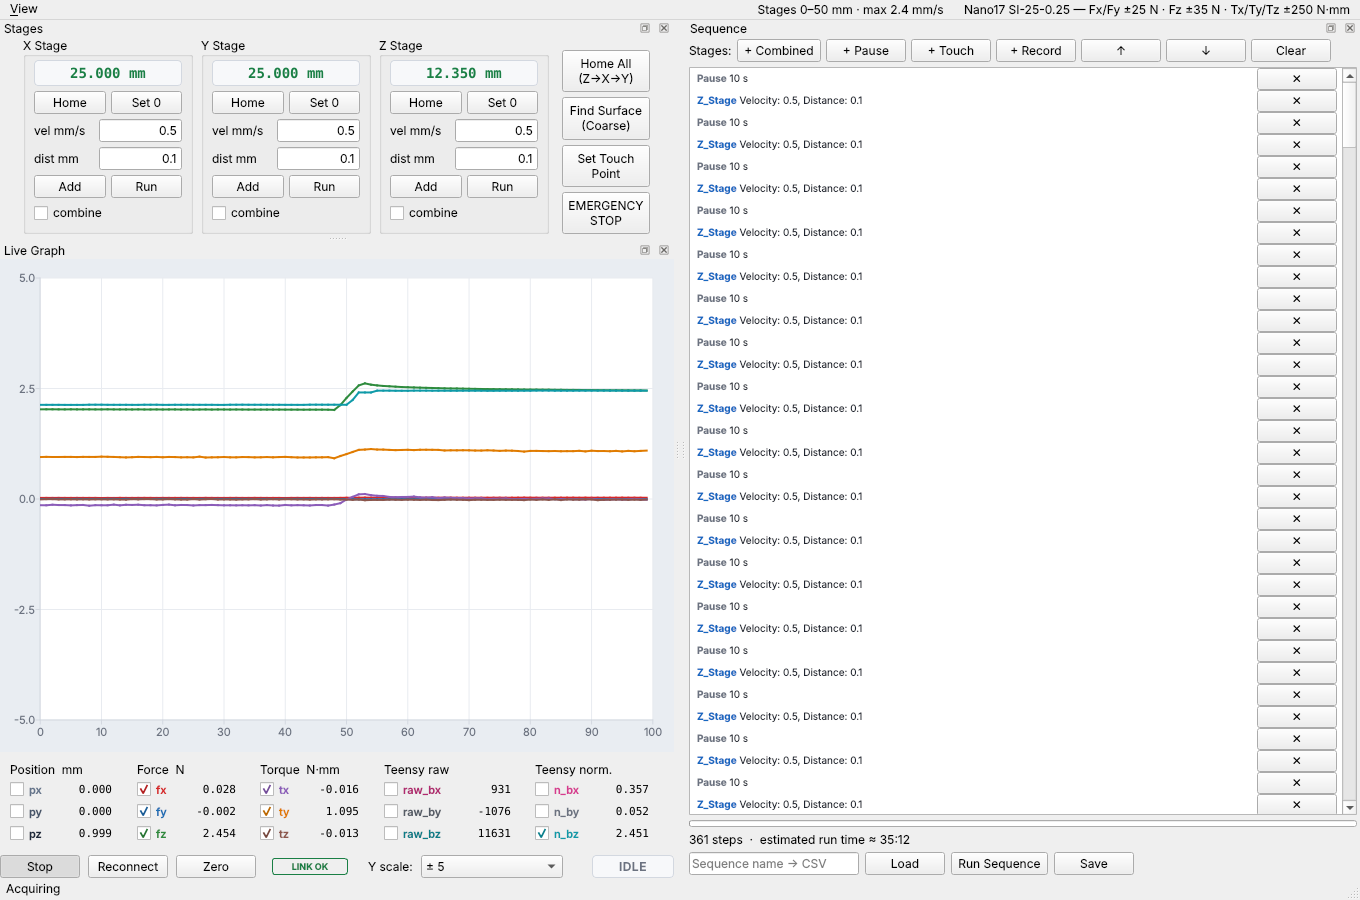 View
Stages 0–50 mm · max 2.4 mm/s Nano17 SI-25-0.25 — Fx/Fy ±25 N · Fz ±35 N · Tx/Ty/Tz ±250 N·mm
Stages
X Stage
25.000 mm
Home Set 0
vel mm/s 0.5
dist mm 0.1
Add Run
combine
Y Stage
25.000 mm
Home Set 0
vel mm/s 0.5
dist mm 0.1
Add Run
combine
Z Stage
12.350 mm
Home Set 0
vel mm/s 0.5
dist mm 0.1
Add Run
combine
Home All
(Z→X→Y)
Find Surface
(Coarse)
Set Touch
Point
EMERGENCY
STOP
Live Graph
5.0
2.5
0.0
-2.5
-5.0
0 10 20 30 40 50 60 70 80 90 100
Position mm
px 0.000
py 0.000
pz 0.999
Force N
fx 0.028
fy -0.002
fz 2.454
Torque N·mm
tx -0.016
ty 1.095
tz -0.013
Teensy raw
raw_bx 931
raw_by -1076
raw_bz 11631
Teensy norm.
n_bx 0.357
n_by 0.052
n_bz 2.451
Stop Reconnect Zero LINK OK Y scale: ± 5 IDLE
Acquiring
Sequence
Stages: + Combined + Pause + Touch + Record ↑ ↓ Clear
Pause 10 s ×
Z_Stage Velocity: 0.5, Distance: 0.1 ×
Pause 10 s ×
Z_Stage Velocity: 0.5, Distance: 0.1 ×
Pause 10 s ×
Z_Stage Velocity: 0.5, Distance: 0.1 ×
Pause 10 s ×
Z_Stage Velocity: 0.5, Distance: 0.1 ×
Pause 10 s ×
Z_Stage Velocity: 0.5, Distance: 0.1 ×
Pause 10 s ×
Z_Stage Velocity: 0.5, Distance: 0.1 ×
Pause 10 s ×
Z_Stage Velocity: 0.5, Distance: 0.1 ×
Pause 10 s ×
Z_Stage Velocity: 0.5, Distance: 0.1 ×
Pause 10 s ×
Z_Stage Velocity: 0.5, Distance: 0.1 ×
Pause 10 s ×
Z_Stage Velocity: 0.5, Distance: 0.1 ×
Pause 10 s ×
Z_Stage Velocity: 0.5, Distance: 0.1 ×
Pause 10 s ×
Z_Stage Velocity: 0.5, Distance: 0.1 ×
Pause 10 s ×
Z_Stage Velocity: 0.5, Distance: 0.1 ×
Pause 10 s ×
Z_Stage Velocity: 0.5, Distance: 0.1 ×
Pause 10 s ×
Z_Stage Velocity: 0.5, Distance: 0.1 ×
Pause 10 s ×
Z_Stage Velocity: 0.5, Distance: 0.1 ×
Pause 10 s ×
Z_Stage Velocity: 0.5, Distance: 0.1 ×
361 steps · estimated run time ≈ 35:12
Sequence name → CSV Load Run Sequence Save